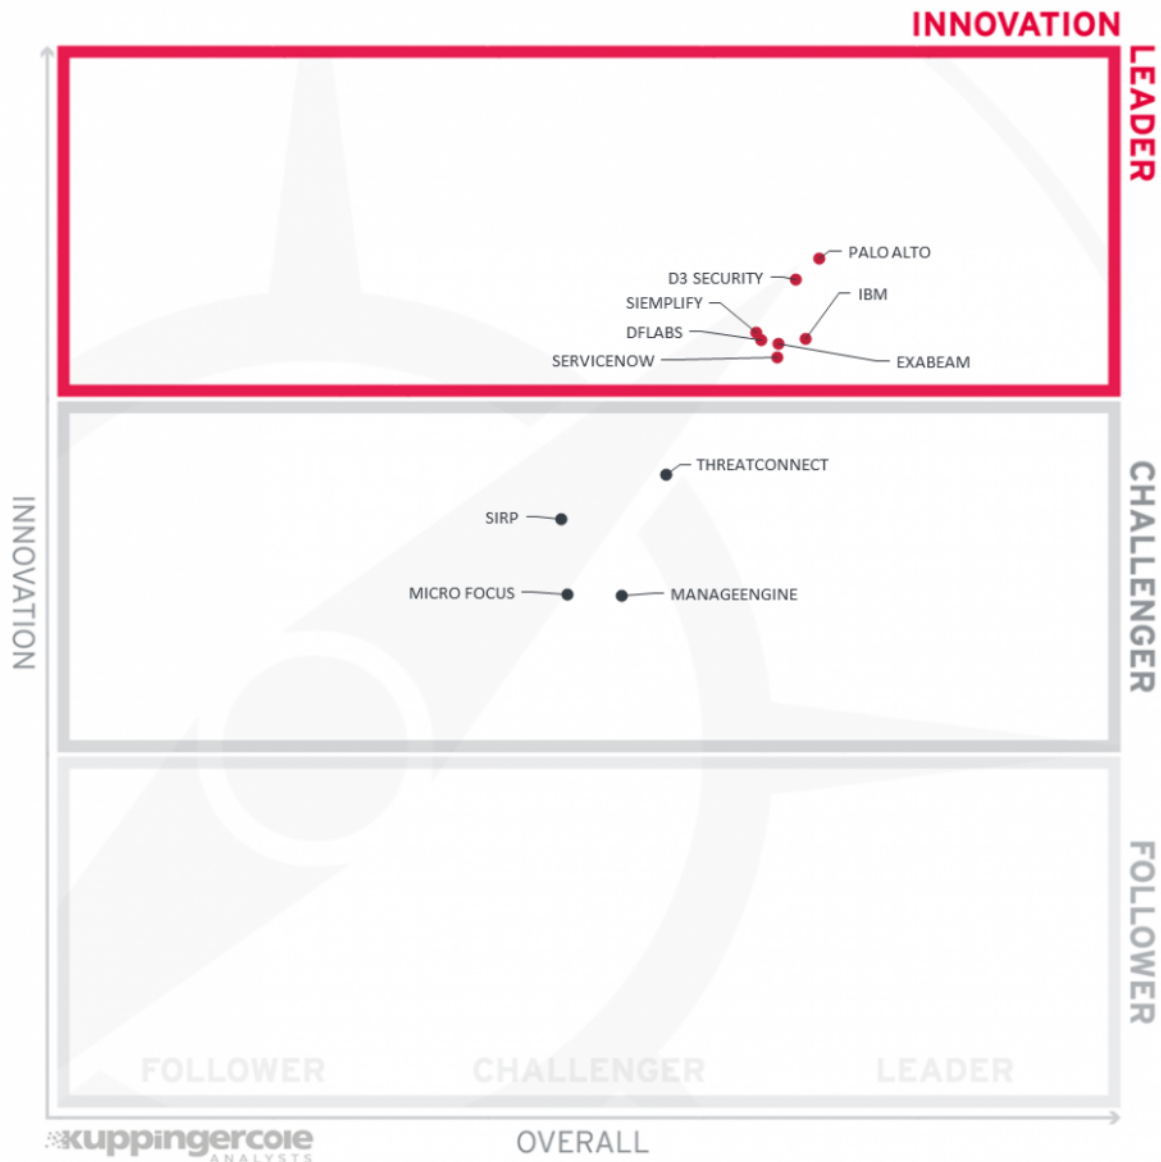 INNOVATION
LEADER
PALO ALTO
D3 SECURITY
IBM
SIEMPLIFY
DFLABS
SERVICENOW
EXABEAM
THREATCONNECT
SIRP
MICRO FOCUS
MANAGEENGINE
CHALLENGER
INNOVATION
FOLLOWER
FOLLOWER
CHALLENGER
LEADER
kuppingercole
ANALYSTS
OVERALL